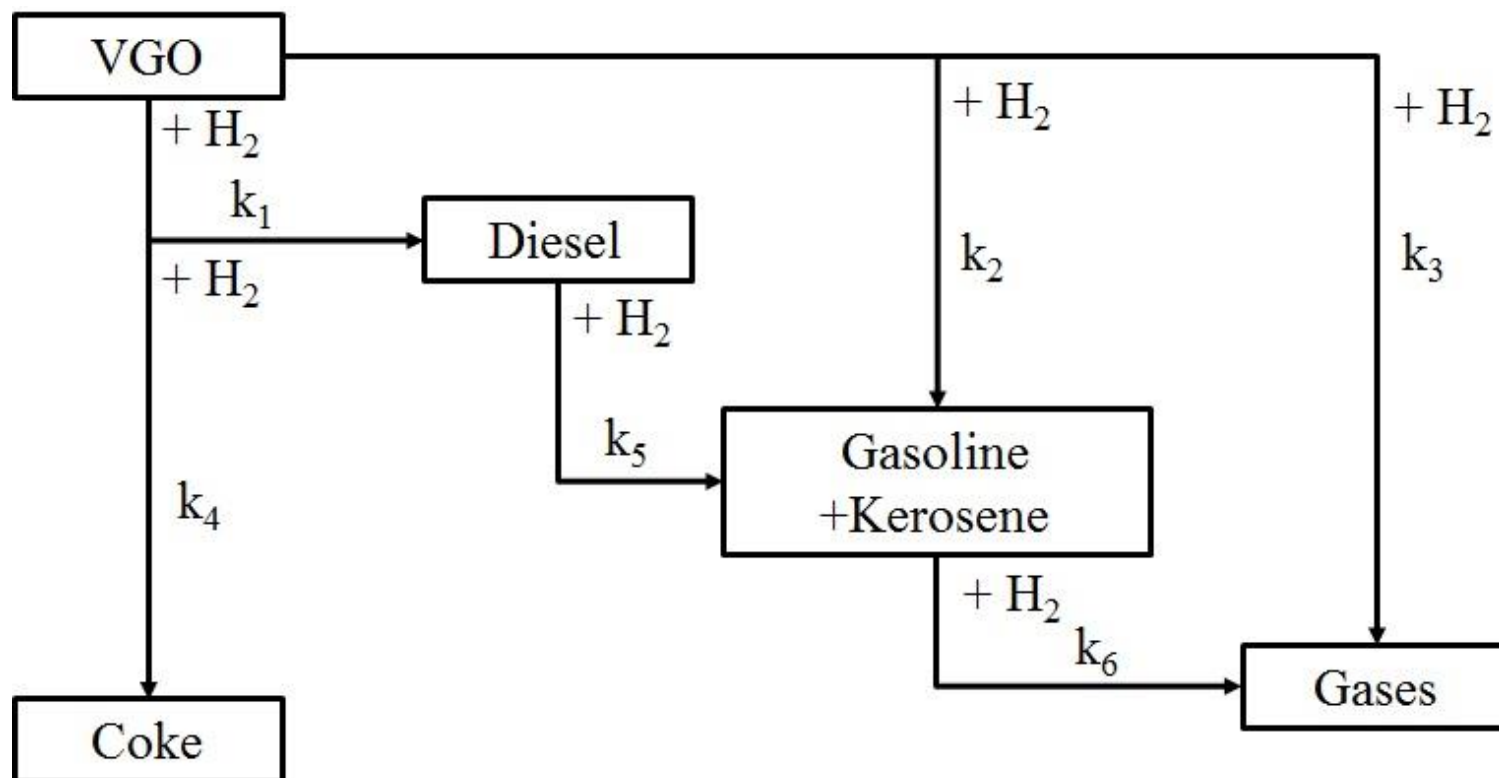 VGO
+ H₂
+ H₂
+ H₂
k₁
Diesel
k₂
k₃
+ H₂
+ H₂
k₅
Gasoline
+Kerosene
k₄
+ H₂
k₆
Gases
Coke